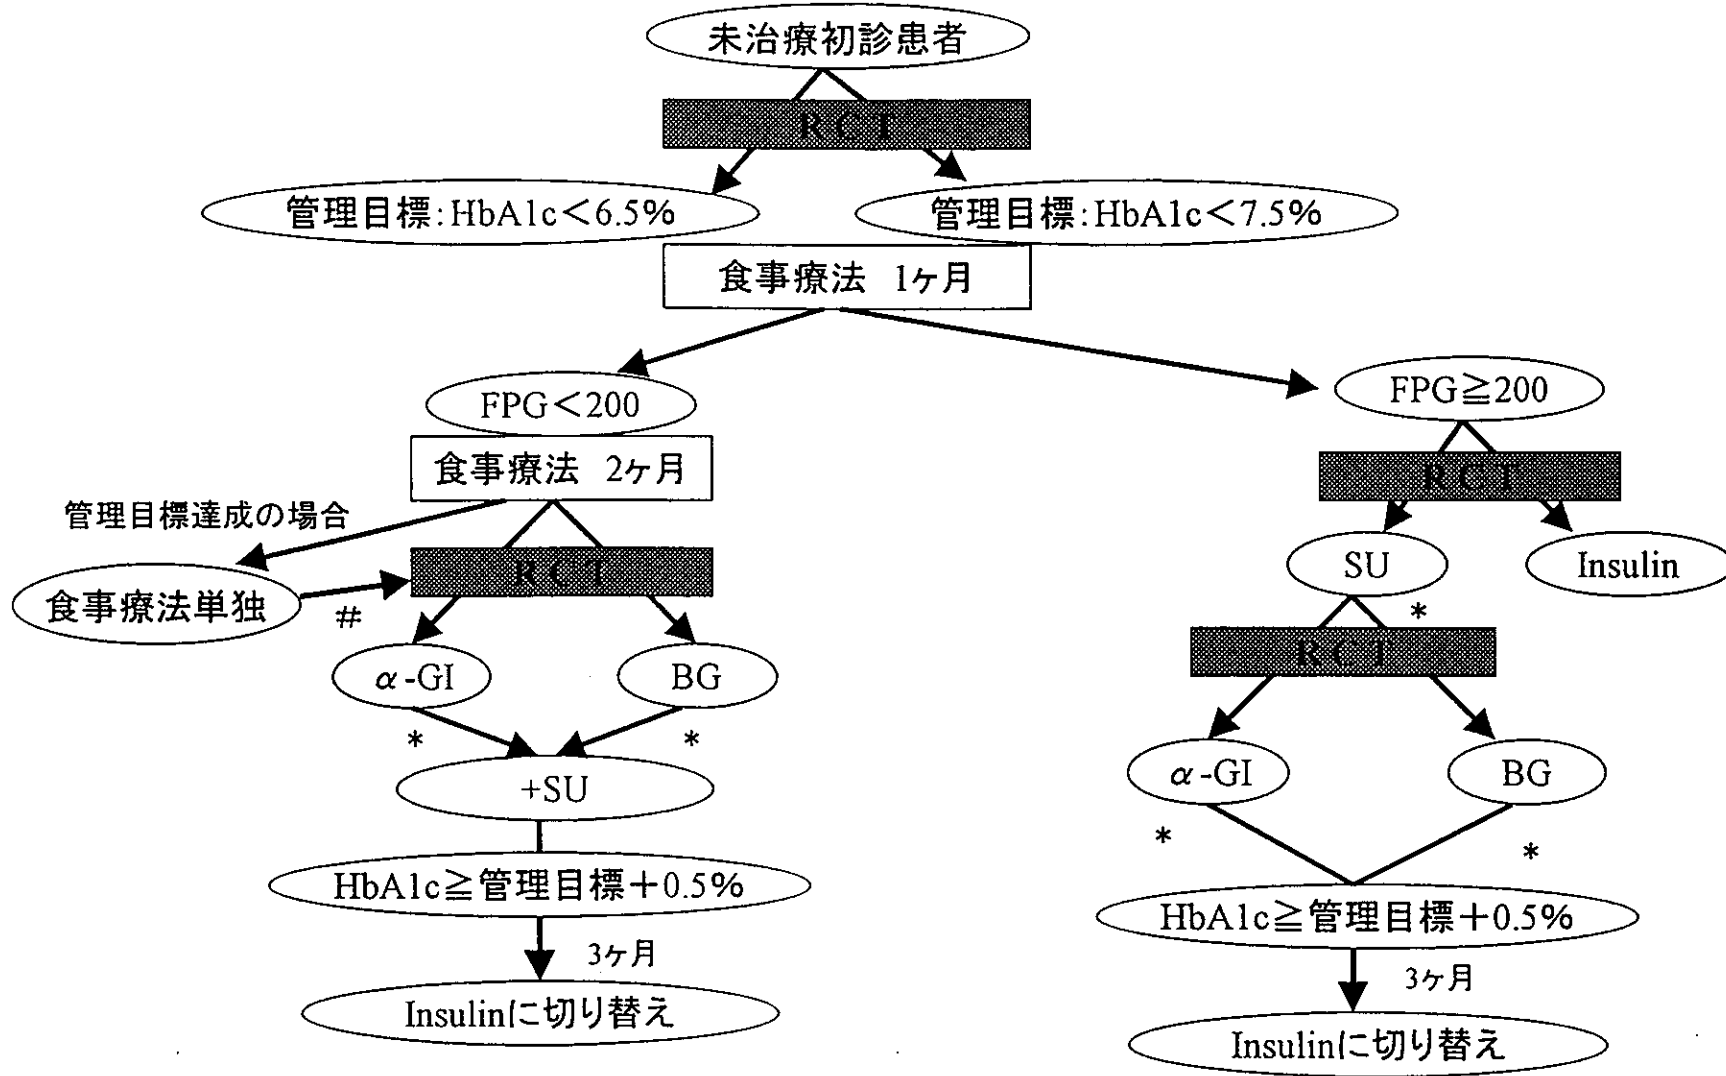 未治療初診患者
RCT
管理目標:HbA1c<6.5%
管理目標:HbA1c<7.5%
食事療法 1ヶ月
FPG<200
FPG≧200
食事療法 2ヶ月
RCT
管理目標達成の場合
RCT
SU
Insulin
食事療法単独
#
*
RCT
α-GI
BG
*
*
α-GI
BG
+SU
*
*
HbA1c≧管理目標+0.5%
HbA1c≧管理目標+0.5%
3ヶ月
3ヶ月
Insulinに切り替え
Insulinに切り替え